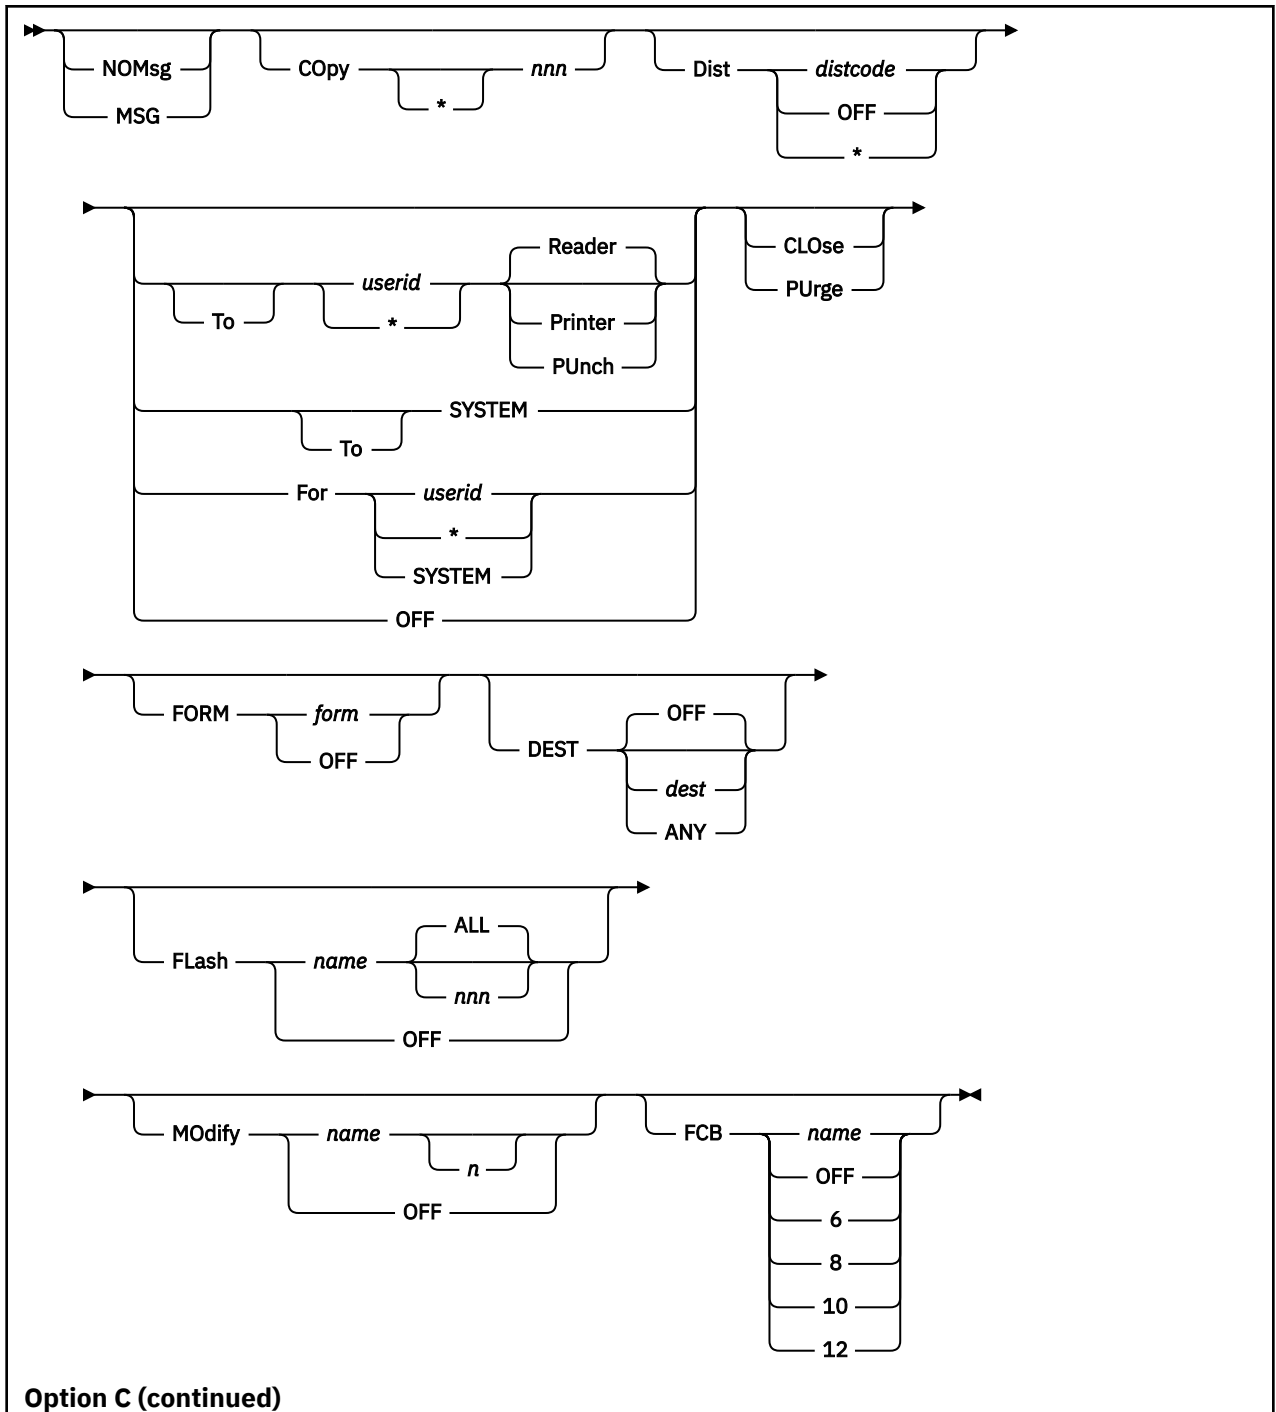 NOMsg COpy nnn Dist distcode
*
MSG OFF
*
Reader CLOse
userid PUrge
To * Printer
PUnch
SYSTEM
To
For userid
*
SYSTEM
OFF
FORM form OFF
DEST
OFF dest
ANY
ALL
FLash name
nnn
OFF
MOdify name FCB name
n OFF
OFF 6
8
10
12
Option C (continued)